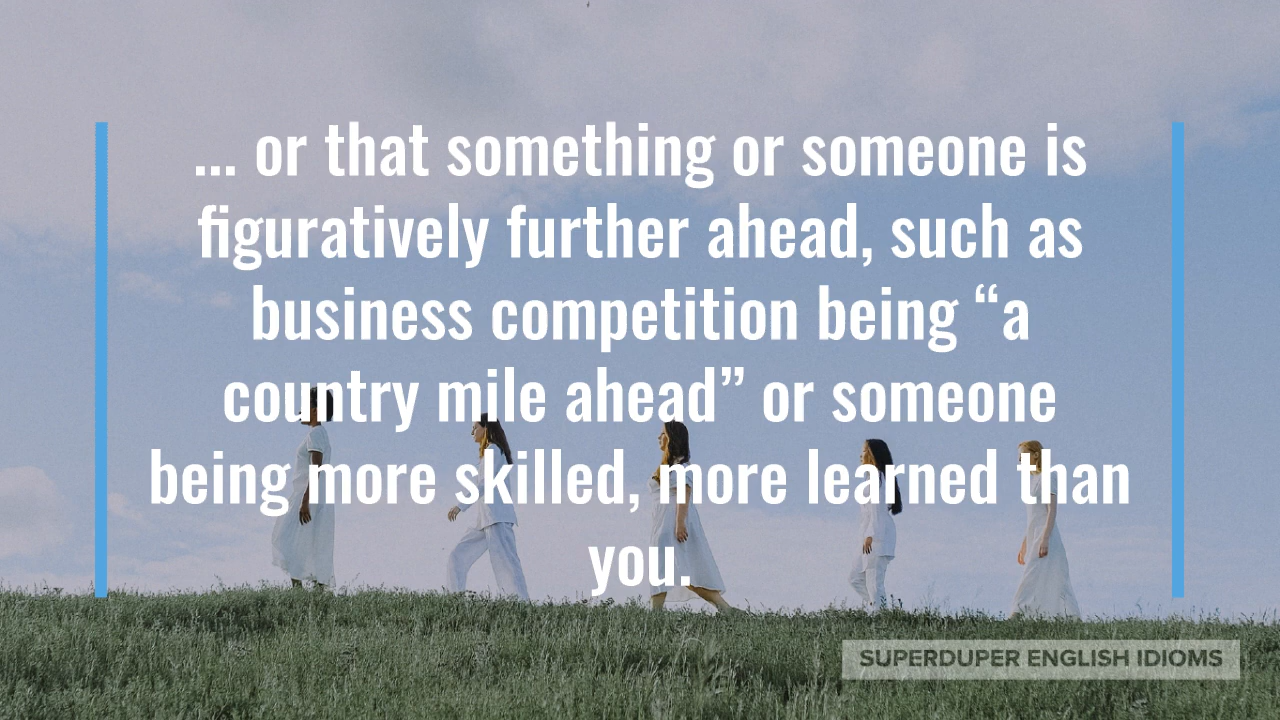 ... or that something or someone is
figuratively further ahead, such as
business competition being “a
country mile ahead” or someone
being more skilled, more learned than
you.
SUPERDUPER ENGLISH IDIOMS